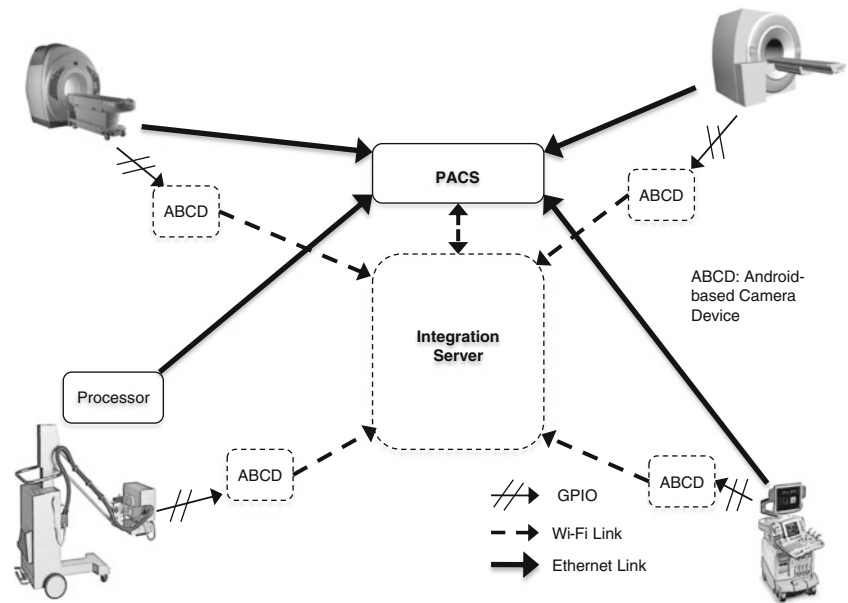 PACS
ABCD
ABCD
ABCD: Android-
based Camera
Device
Integration
Server
Processor
ABCD
ABCD
GPIO
Wi-Fi Link
Ethernet Link